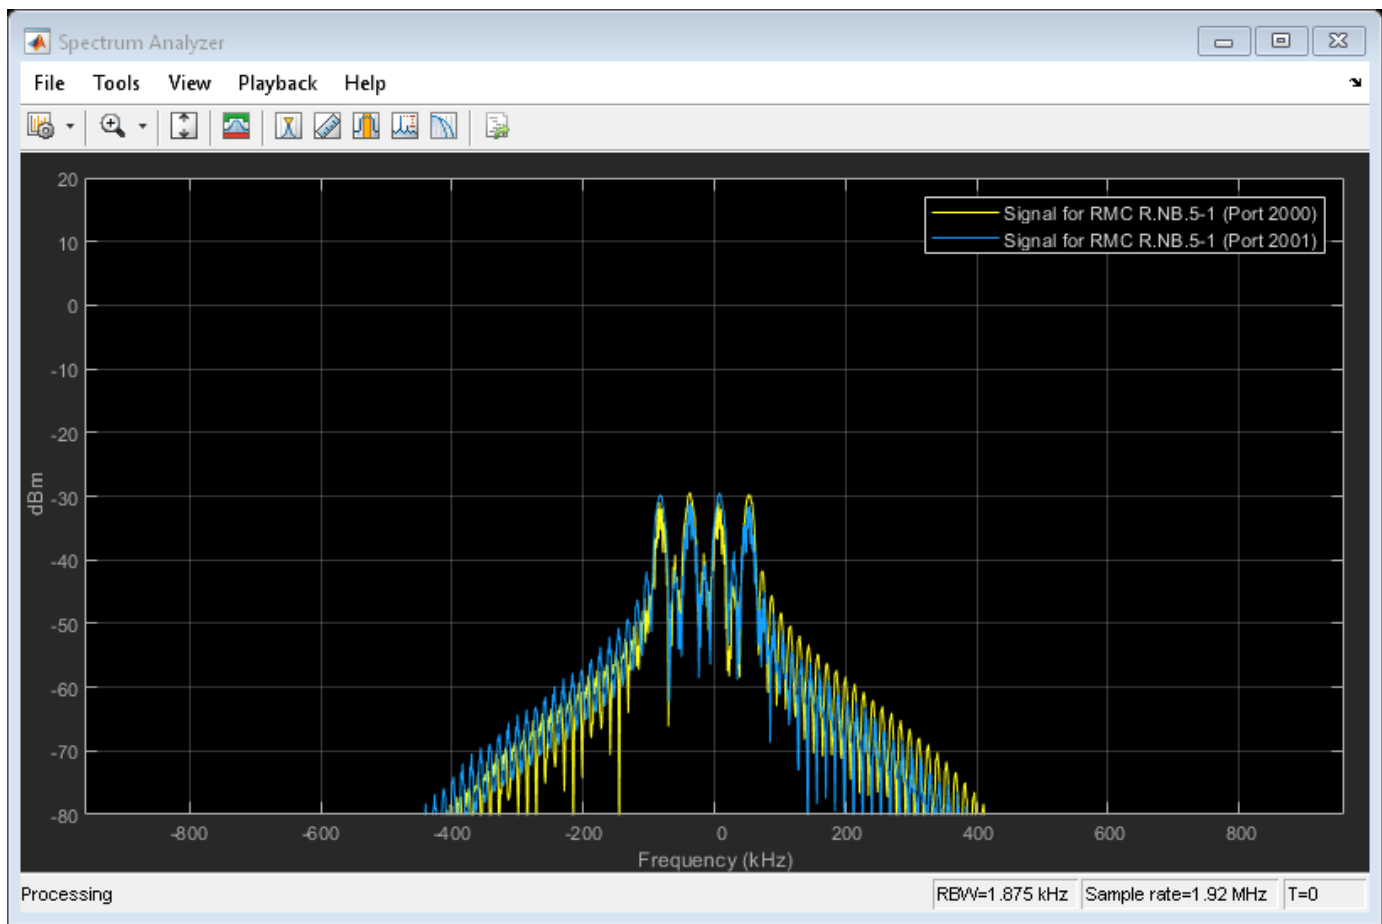 Spectrum Analyzer
File Tools View Playback Help
20
10
0
-10
-20
-30
-40
-50
-60
-70
-80
dBm
Signal for RMC R.NB.5-1 (Port 2000)
Signal for RMC R.NB.5-1 (Port 2001)
-800 -600 -400 -200 0 200 400 600 800
Frequency (kHz)
Processing RBW=1.875 kHz Sample rate=1.92 MHz T=0